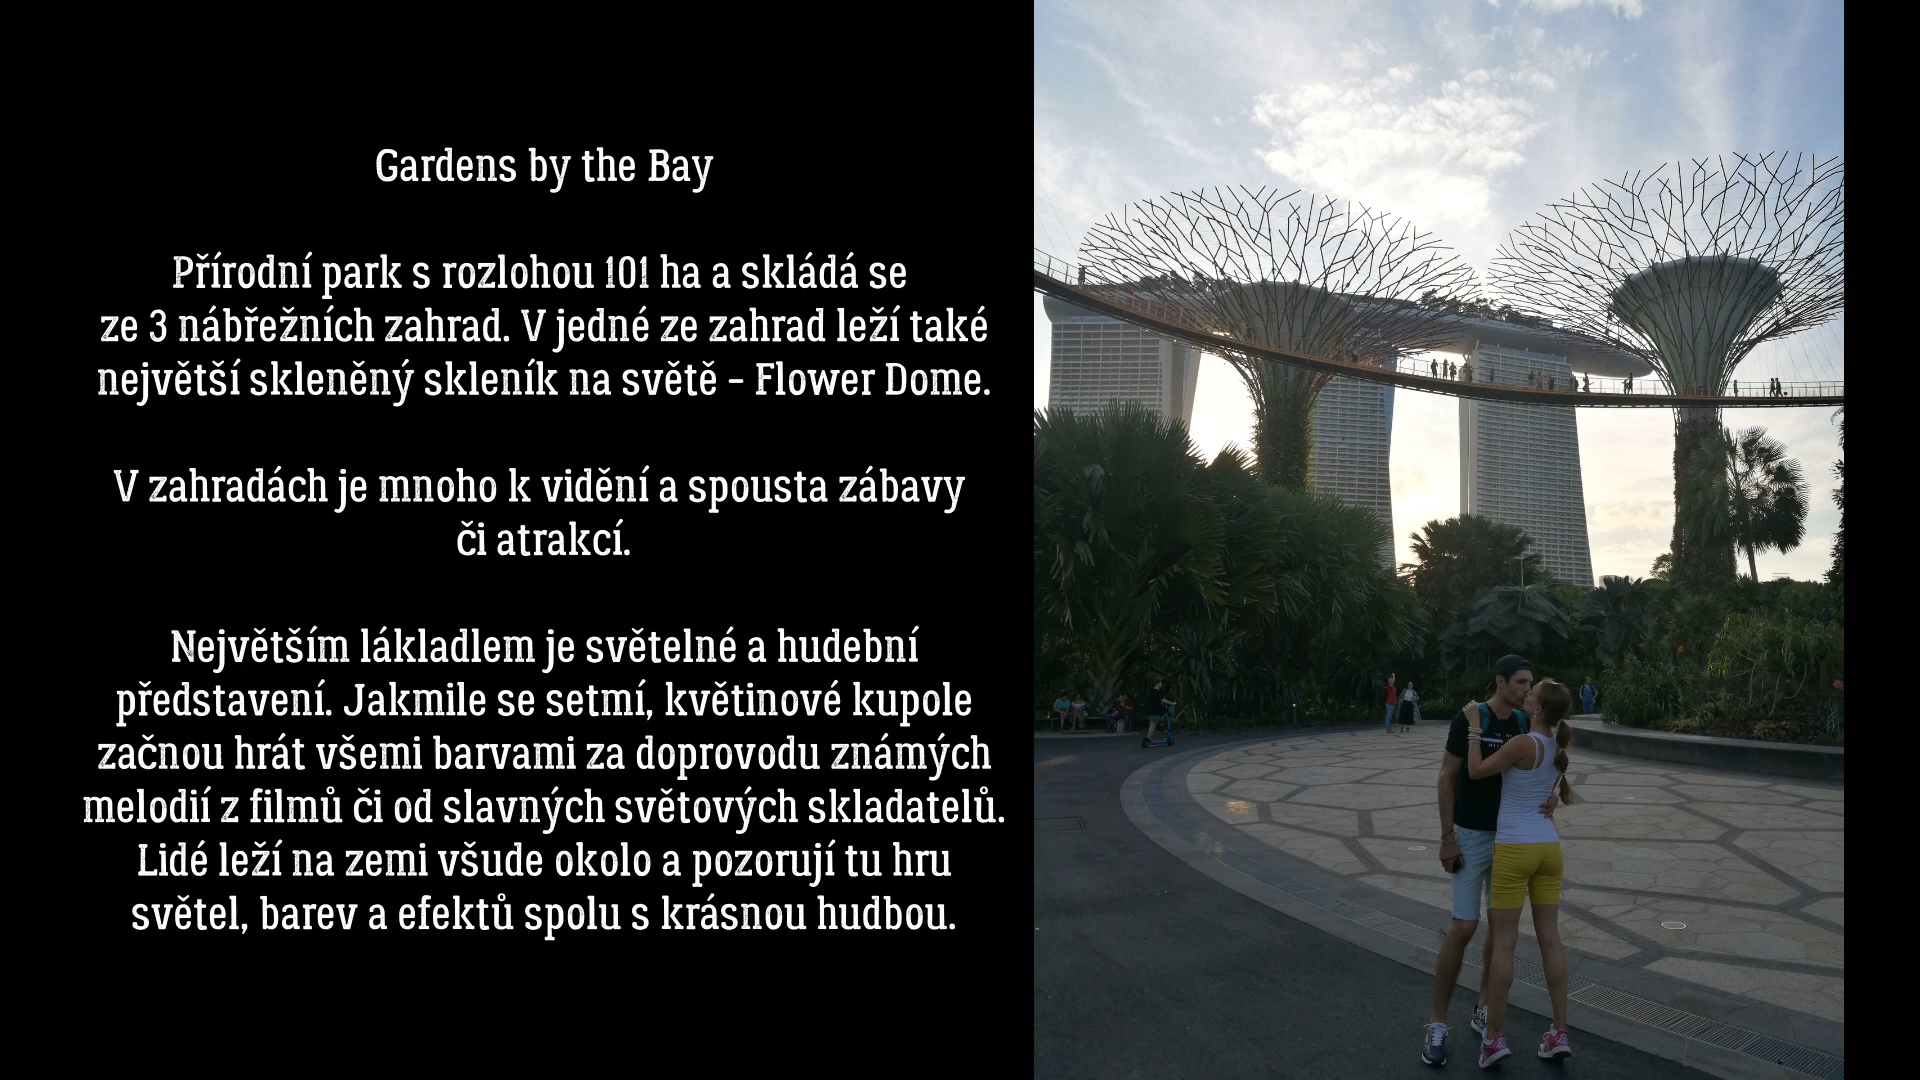 Gardens by the Bay
Přírodní park s rozlohou 101 ha a skládá se
ze 3 nábřežních zahrad. V jedné ze zahrad leží také
největší skleněný skleník na světě – Flower Dome.
V zahradách je mnoho k vidění a spousta zábavy
či atrakcí.
Největším lákladlem je světelné a hudební
představení. Jakmile se setmí, květinové kupole
začnou hrát všemi barvami za doprovodu známých
melodií z filmů či od slavných světových skladatelů.
Lidé leží na zemi všude okolo a pozorují tu hru
světel, barev a efektů spolu s krásnou hudbou.